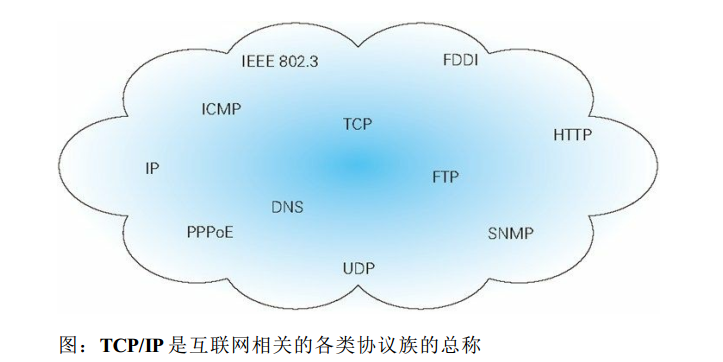 IEEE 802.3
FDDI
ICMP
TCP
HTTP
IP
FTP
DNS
PPPoE
SNMP
UDP
图：TCP/IP 是互联网相关的各类协议族的总称